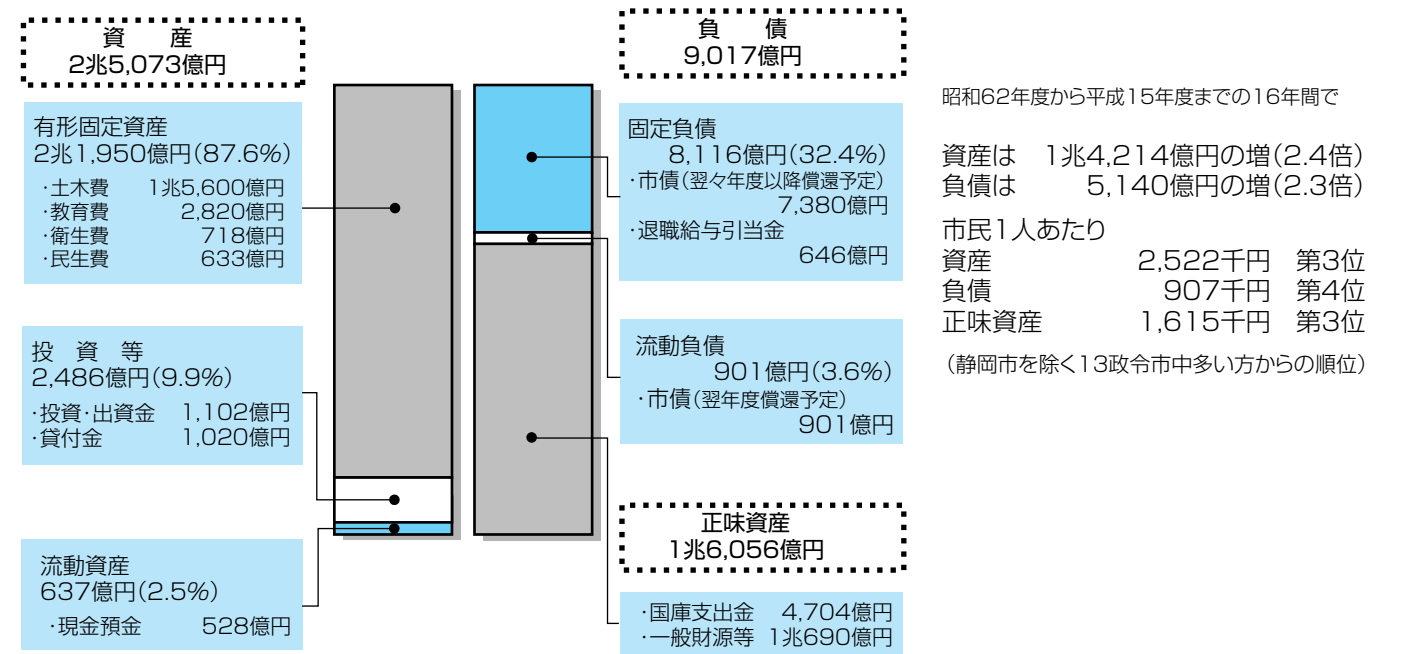 資　産
2兆5,073億円
有形固定資産
2兆1,950億円(87.6%)
・土木費　1兆5,600億円
・教育費　2,820億円
・衛生費　718億円
・民生費　633億円
投　資　等
2,486億円(9.9%)
・投資・出資金　1,102億円
・貸付金　1,020億円
流動資産
637億円(2.5%)
・現金預金　528億円
負　債
9,017億円
固定負債
8,116億円(32.4%)
・市債(翌々年度以降償還予定)
7,380億円
・退職給与引当金
646億円
流動負債
901億円(3.6%)
・市債(翌年度償還予定)
901億円
正味資産
1兆6,056億円
・国庫支出金　4,704億円
・一般財源等　1兆690億円
昭和62年度から平成15年度までの16年間で
資産は　1兆4,214億円の増(2.4倍)
負債は　5,140億円の増(2.3倍)
市民1人あたり
資産　2,522千円　第3位
負債　907千円　第4位
正味資産　1,615千円　第3位
(静岡市を除く13政令市中多い方からの順位)